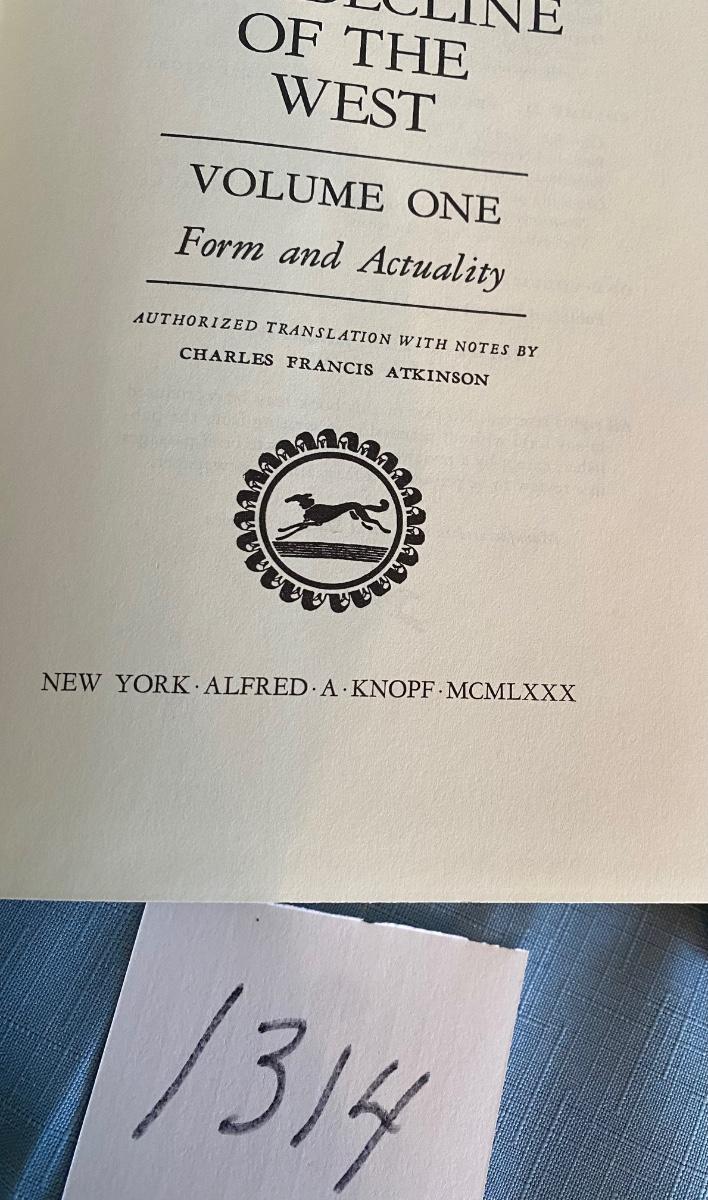 DECLINE
OF THE
WEST
VOLUME ONE
Form and Actuality
AUTHORIZED TRANSLATION WITH NOTES BY
CHARLES FRANCIS ATKINSON
NEW YORK · ALFRED · A · KNOPF · MCMLXXX
1314